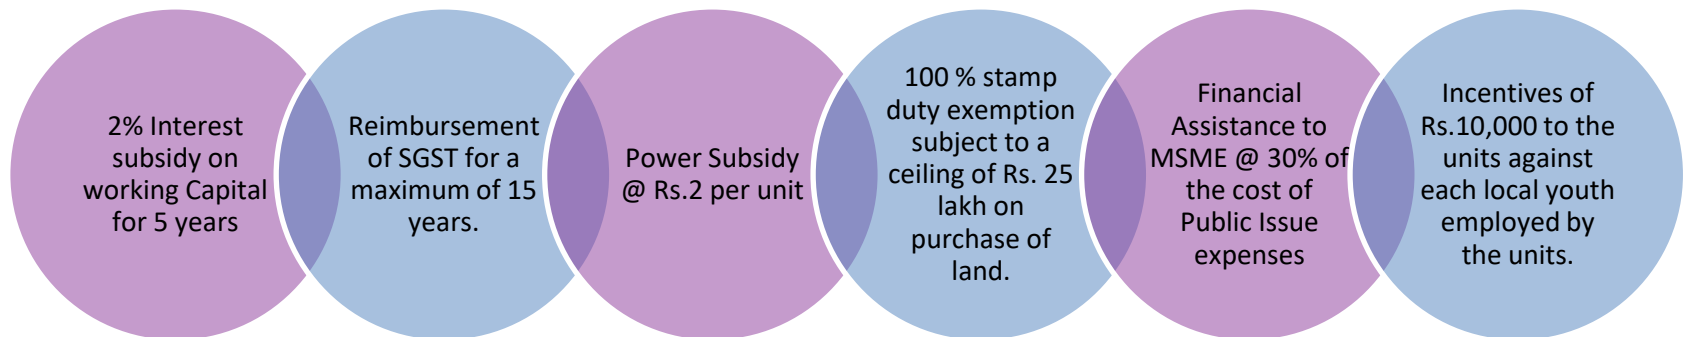 2% Interest
subsidy on
working Capital
for 5 years
Reimbursement
of SGST for a
maximum of 15
years.
Power Subsidy
@ Rs.2 per unit
100 % stamp
duty exemption
subject to a
ceiling of Rs. 25
lakh on
purchase of
land.
Financial
Assistance to
MSME @ 30% of
the cost of
Public Issue
expenses
Incentives of
Rs.10,000 to the
units against
each local youth
employed by
the units.